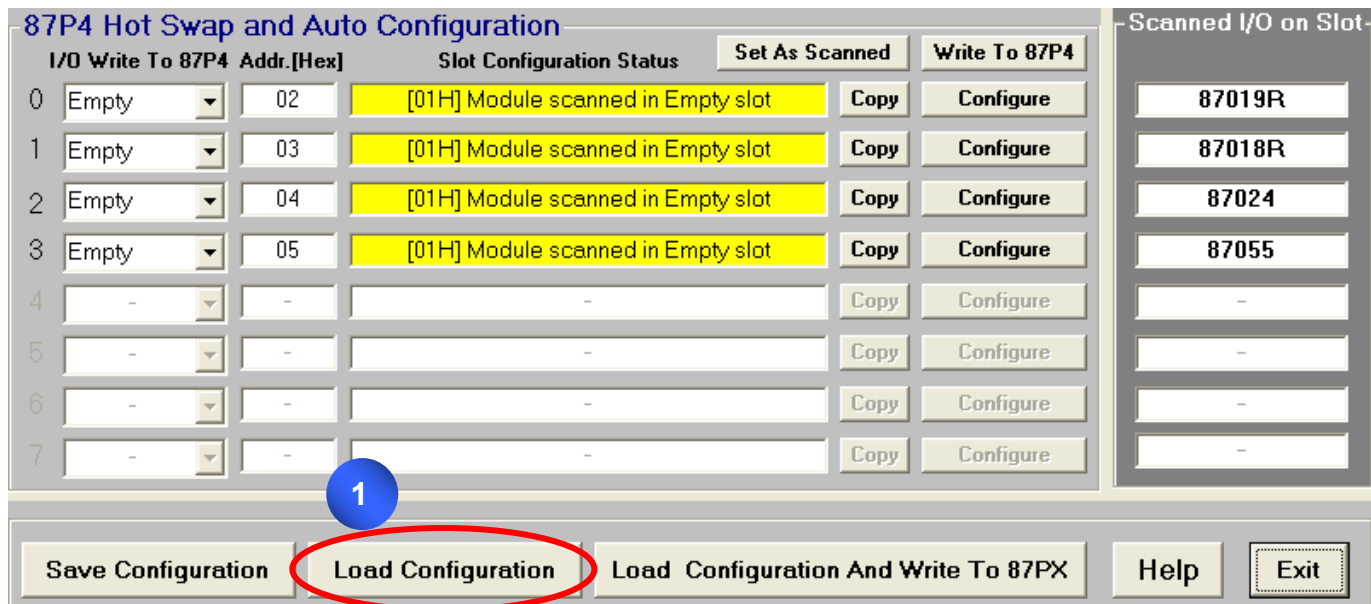 87P4 Hot Swap and Auto Configuration
Scanned I/O on Slot
I/O Write To 87P4 Addr.[Hex] Slot Configuration Status Set As Scanned Write To 87P4
0 Empty 02 [01H] Module scanned in Empty slot Copy Configure 87019R
1 Empty 03 [01H] Module scanned in Empty slot Copy Configure 87018R
2 Empty 04 [01H] Module scanned in Empty slot Copy Configure 87024
3 Empty 05 [01H] Module scanned in Empty slot Copy Configure 87055
4 - - - Copy Configure -
5 - - - Copy Configure -
6 - - - Copy Configure -
7 - - - Copy Configure -
1
Save Configuration Load Configuration Load Configuration And Write To 87PX Help Exit